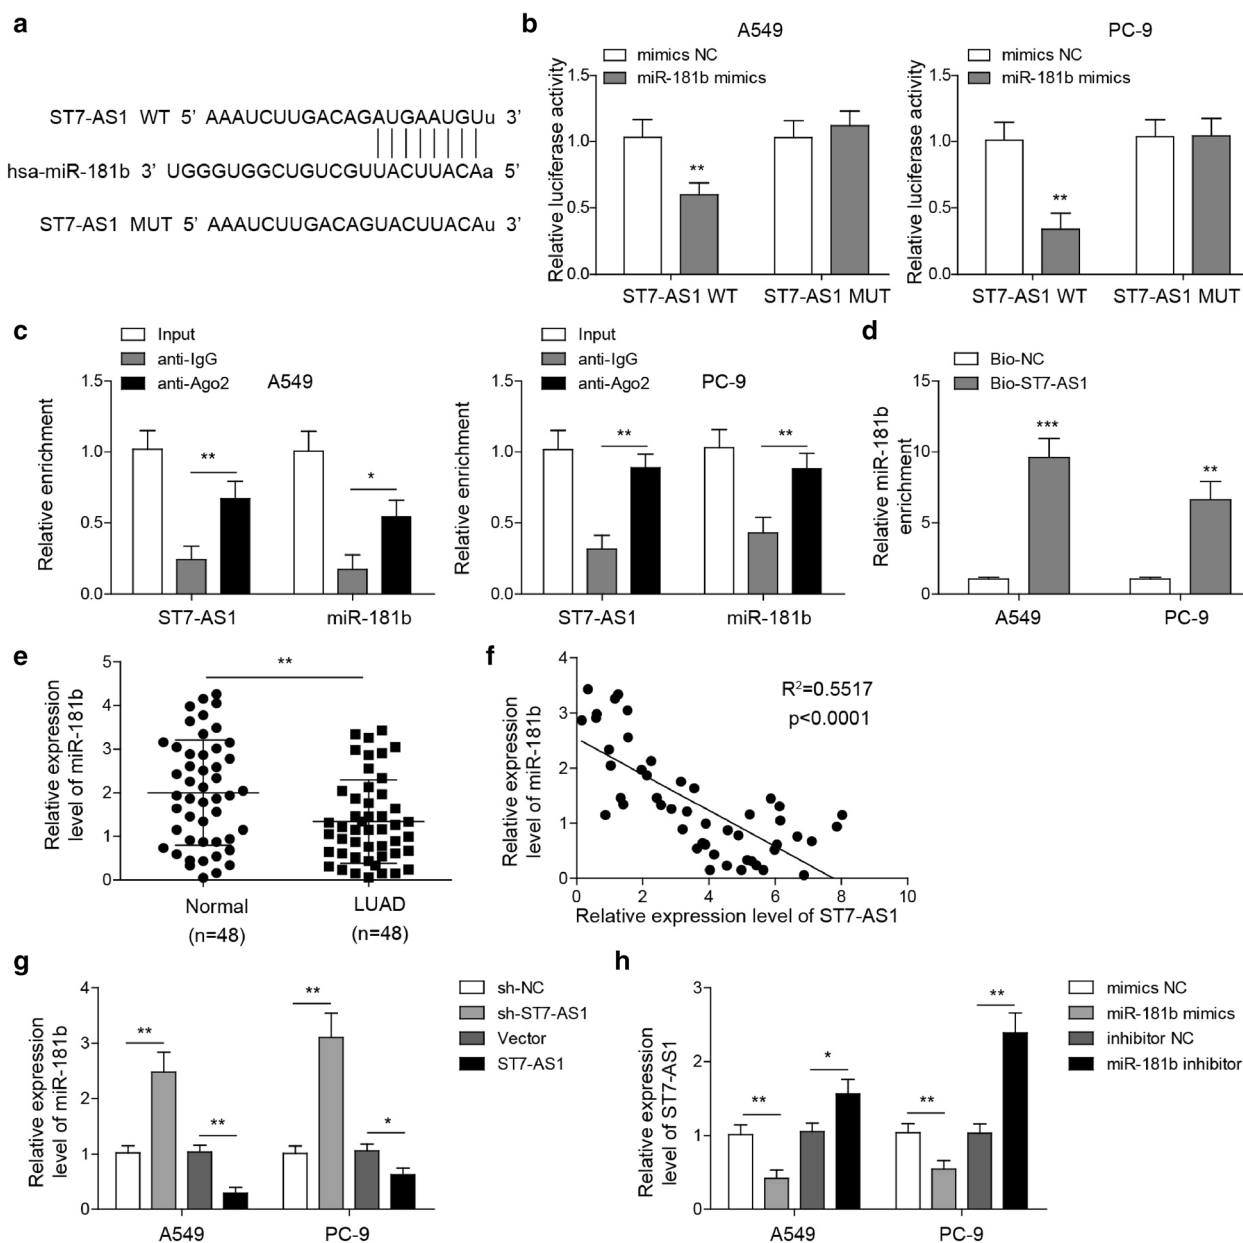 a
ST7-AS1 WT 5' AAAUCUUGACAGAUGAAUGUu 3'
hsa-miR-181b 3' UGGGUGGCUGUCGUUACUUACAa 5'
ST7-AS1 MUT 5' AAAUCUUGACAGUACUUACAu 3'
b
A549
mimics NC
miR-181b mimics
Relative luciferase activity
1.5
1.0
0.5
0.0
**
ST7-AS1 WT
ST7-AS1 MUT
PC-9
mimics NC
miR-181b mimics
Relative luciferase activity
1.5
1.0
0.5
0.0
**
ST7-AS1 WT
ST7-AS1 MUT
c
Input
anti-IgG
anti-Ago2
A549
Relative enrichment
1.5
1.0
0.5
0.0
**
*
ST7-AS1
miR-181b
Input
anti-IgG
anti-Ago2
PC-9
Relative enrichment
1.5
1.0
0.5
0.0
**
**
ST7-AS1
miR-181b
d
Bio-NC
Bio-ST7-AS1
Relative miR-181b
enrichment
15
10
5
0
***
**
A549
PC-9
e
Relative expression
level of miR-181b
5
4
3
2
1
0
**
Normal
(n=48)
LUAD
(n=48)
f
Relative expression
level of miR-181b
4
3
2
1
0
R²=0.5517
p<0.0001
0
2
4
6
8
10
Relative expression level of ST7-AS1
g
Relative expression
level of miR-181b
4
3
2
1
0
**
**
**
*
A549
PC-9
sh-NC
sh-ST7-AS1
Vector
ST7-AS1
h
Relative expression
level of ST7-AS1
3
2
1
0
**
*
**
**
A549
PC-9
mimics NC
miR-181b mimics
inhibitor NC
miR-181b inhibitor